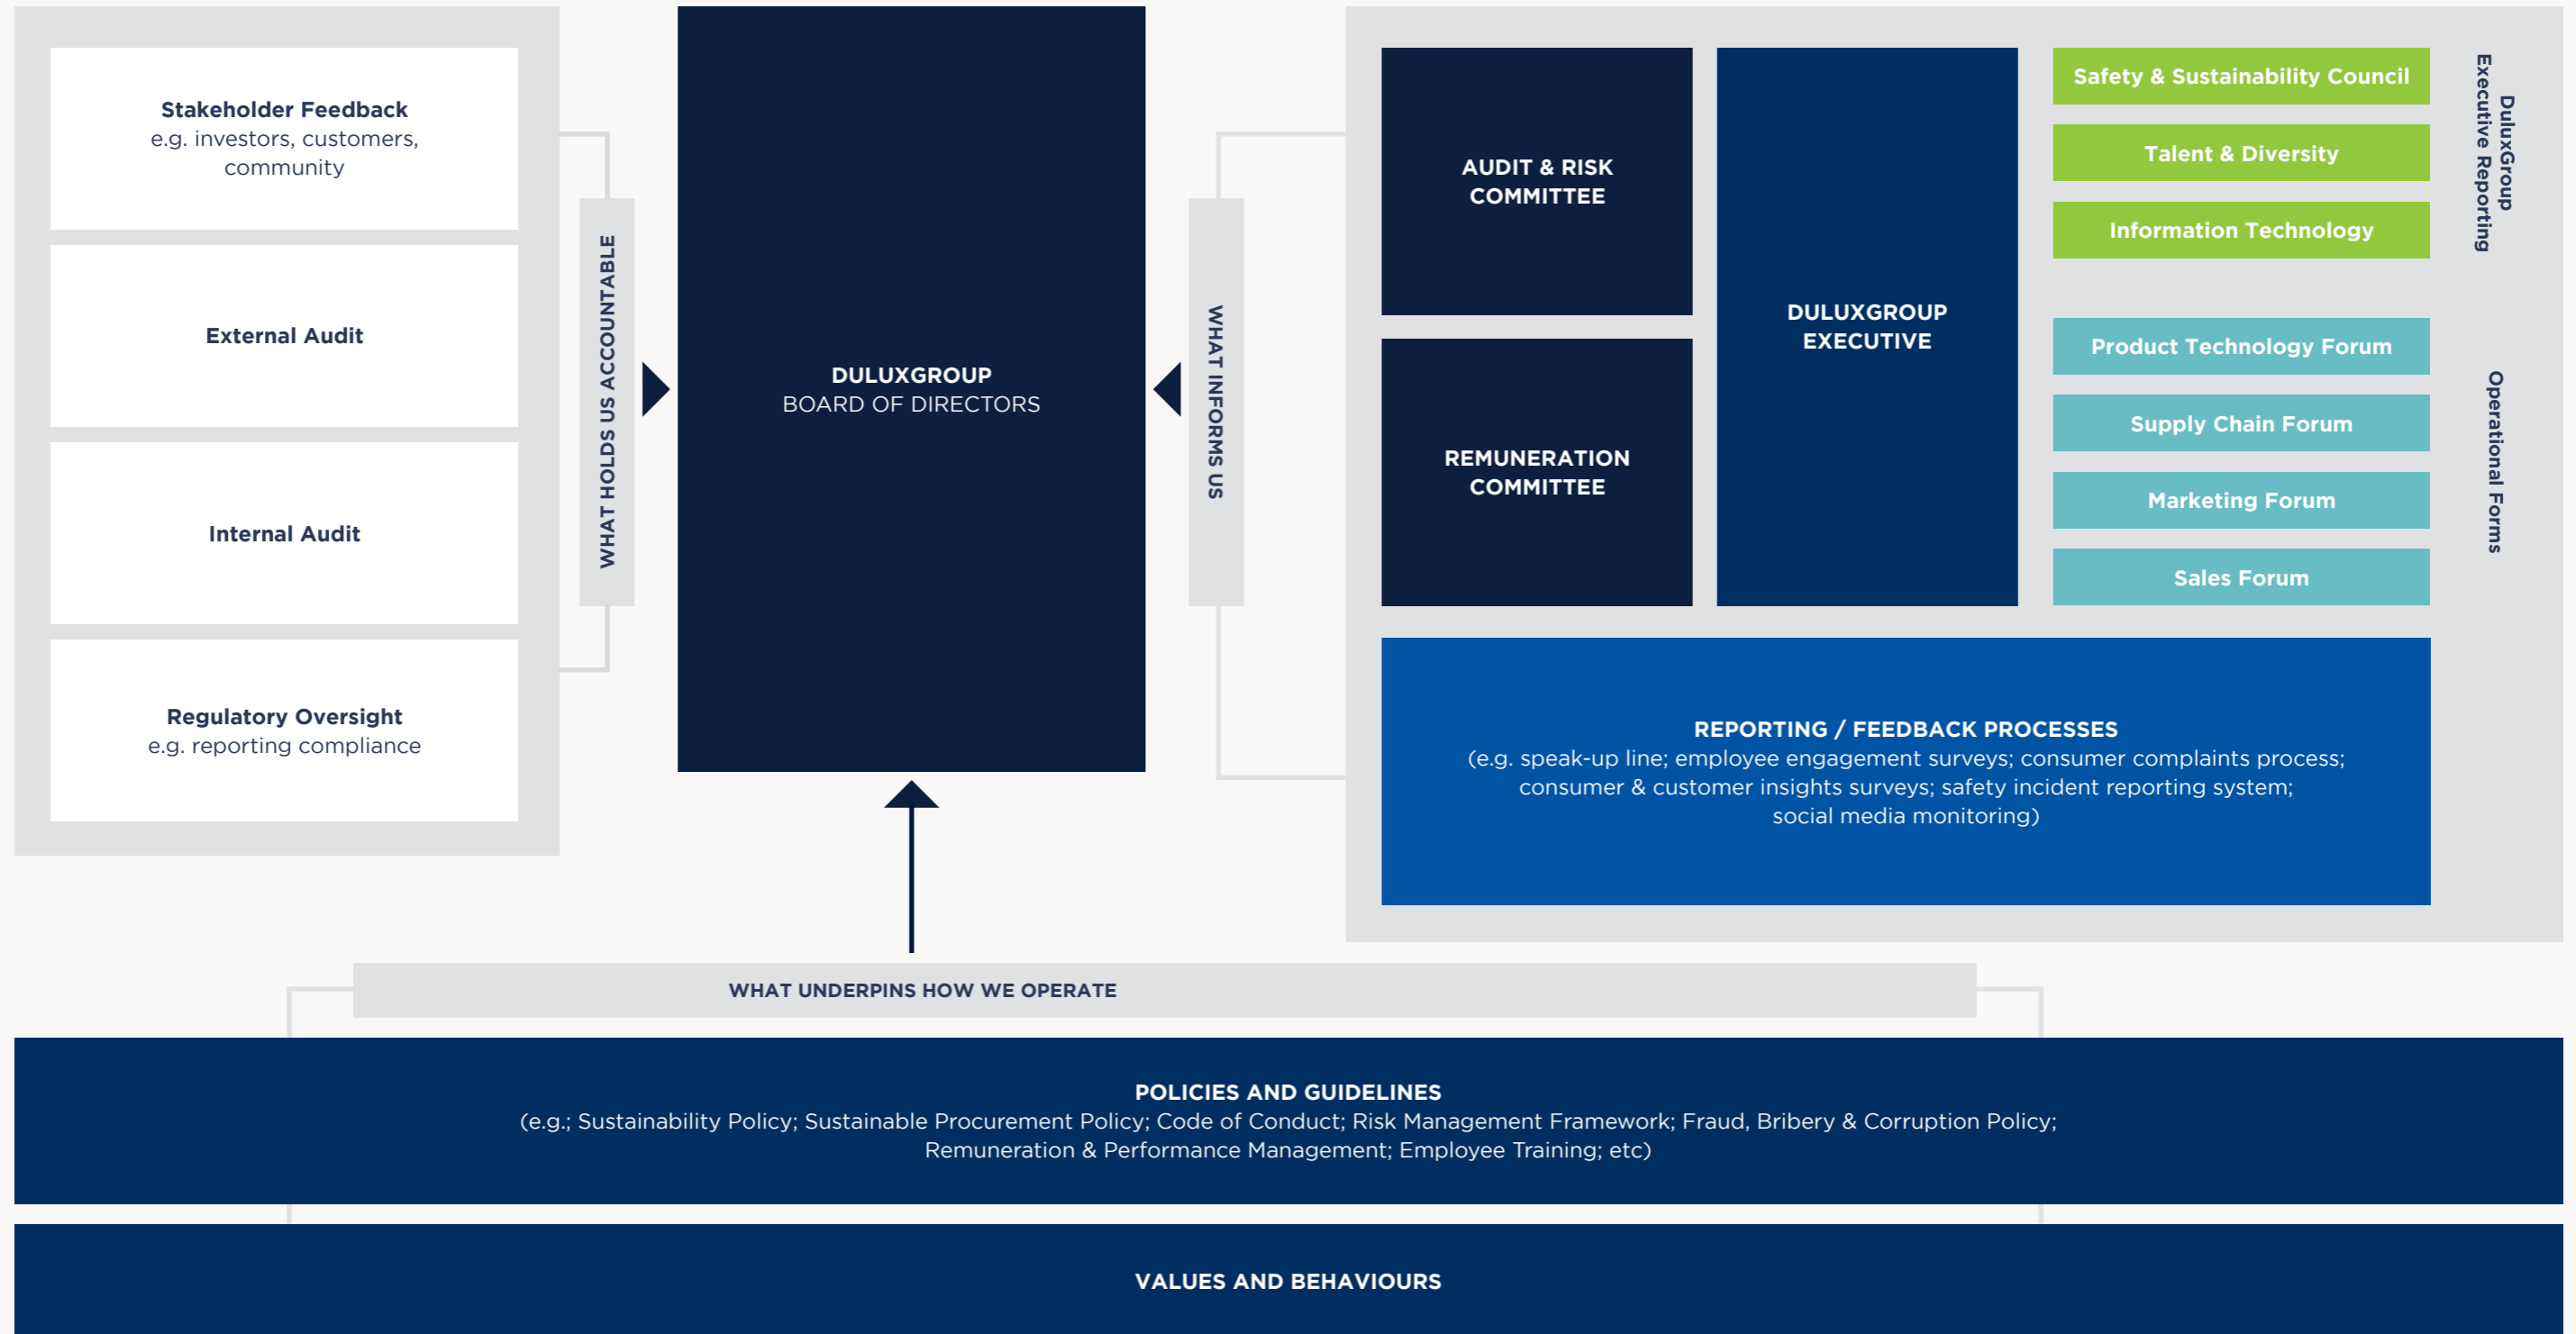 Stakeholder Feedback
e.g. investors, customers,
community
External Audit
Internal Audit
Regulatory Oversight
e.g. reporting compliance
WHAT HOLDS US ACCOUNTABLE
DULUXGROUP
BOARD OF DIRECTORS
WHAT INFORMS US
AUDIT & RISK
COMMITTEE
REMUNERATION
COMMITTEE
DULUXGROUP
EXECUTIVE
Safety & Sustainability Council
Talent & Diversity
Information Technology
DuluxGroup
Executive Reporting
Product Technology Forum
Supply Chain Forum
Marketing Forum
Sales Forum
Operational Forms
REPORTING / FEEDBACK PROCESSES
(e.g. speak-up line; employee engagement surveys; consumer complaints process;
consumer & customer insights surveys; safety incident reporting system;
social media monitoring)
WHAT UNDERPINS HOW WE OPERATE
POLICIES AND GUIDELINES
(e.g.; Sustainability Policy; Sustainable Procurement Policy; Code of Conduct; Risk Management Framework; Fraud, Bribery & Corruption Policy;
Remuneration & Performance Management; Employee Training; etc)
VALUES AND BEHAVIOURS